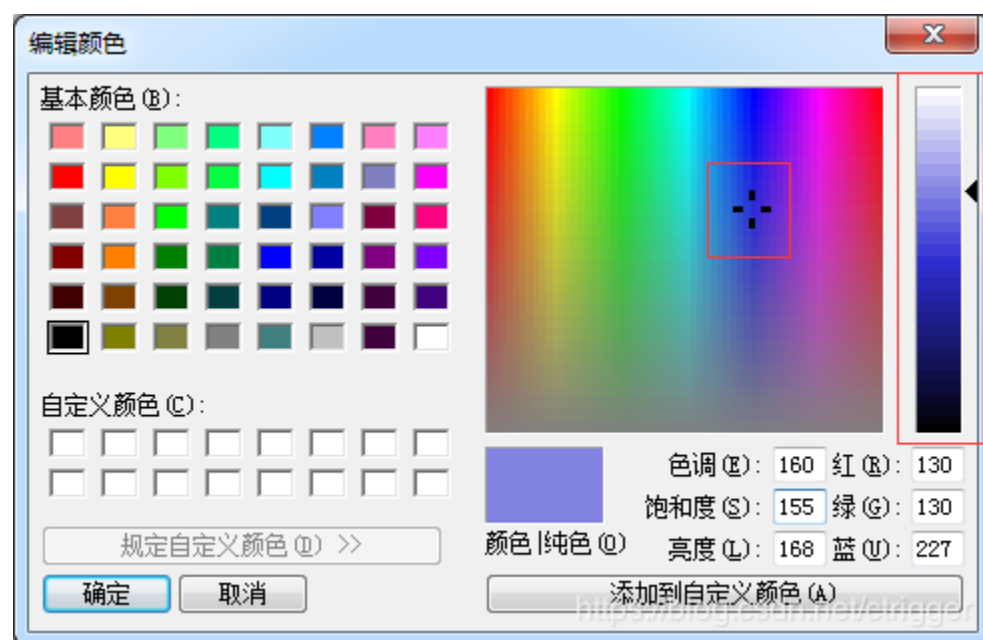 编辑颜色
基本颜色(B):
自定义颜色(C):
规定自定义颜色(D) >>
确定 取消
色调(E): 160 红(R): 130
饱和度(S): 155 绿(G): 130
颜色|纯色(O) 亮度(L): 168 蓝(U): 227
添加到自定义颜色(A)
https://blog.csdn.net/etrigger